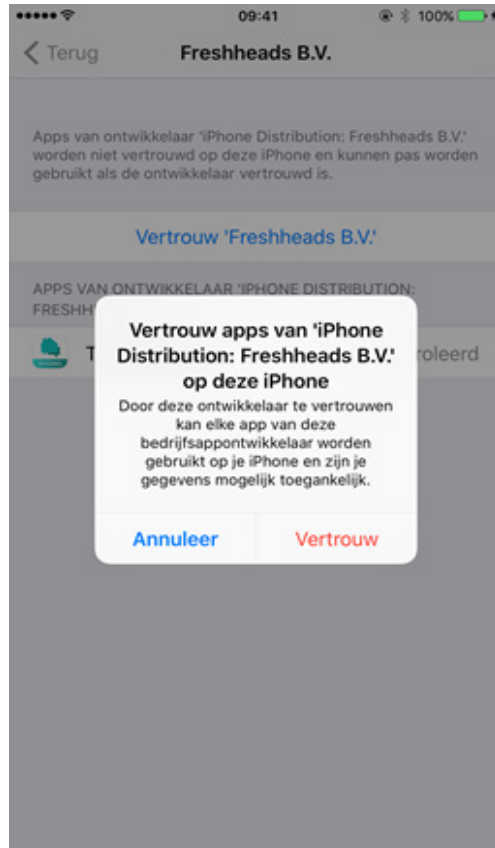 09:41
100%
Terug
Freshheads B.V.
Apps van ontwikkelaar 'iPhone Distribution: Freshheads B.V.'
worden niet vertrouwd op deze iPhone en kunnen pas worden
gebruikt als de ontwikkelaar vertrouwd is.
Vertrouw 'Freshheads B.V.'
APPS VAN ONTWIKKELAAR 'IPHONE DISTRIBUTION:
FRESHH
T
roleerd
Vertrouw apps van 'iPhone
Distribution: Freshheads B.V.'
op deze iPhone
Door deze ontwikkelaar te vertrouwen
kan elke app van deze
bedrijfsappontwikkelaar worden
gebruikt op je iPhone en zijn je
gegevens mogelijk toegankelijk.
Annuleer
Vertrouw